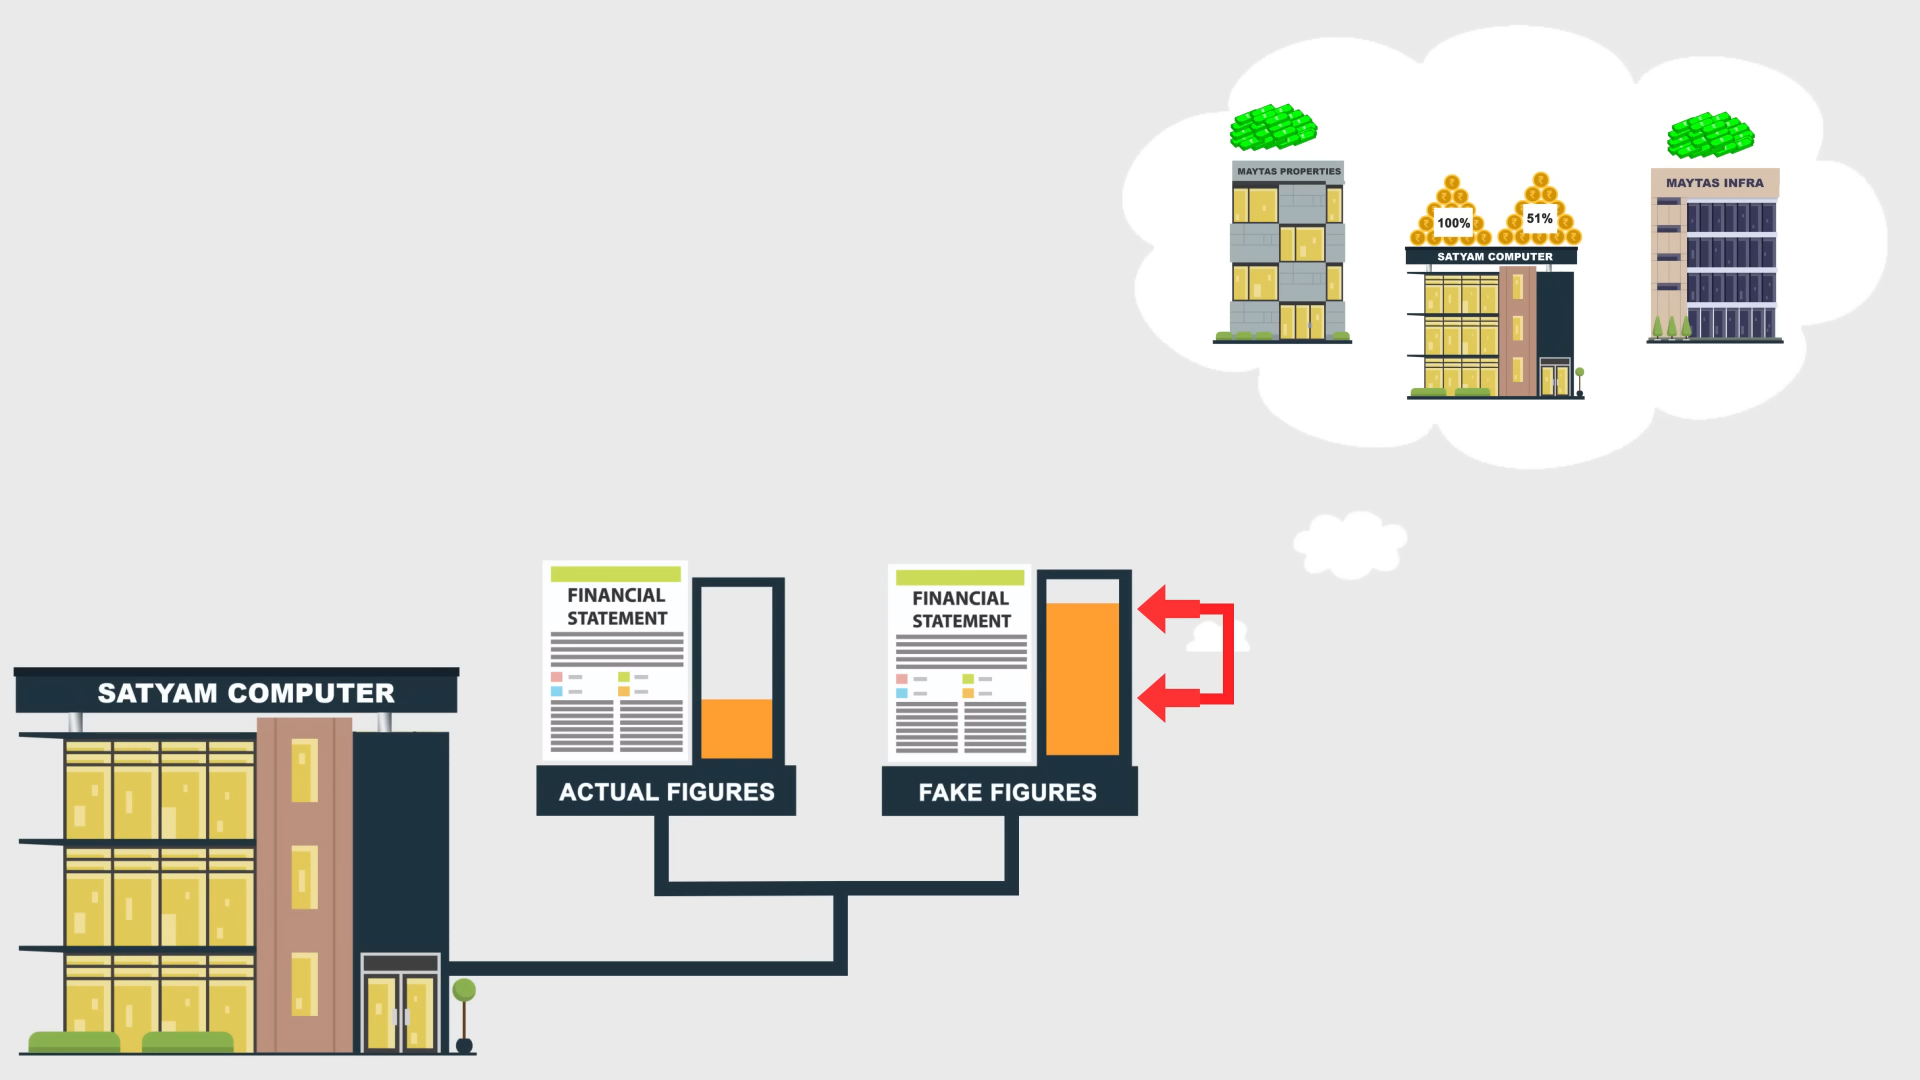 MAYTAS PROPERTIES
MAYTAS INFRA
100%
51%
SATYAM COMPUTER
FINANCIAL
STATEMENT
FINANCIAL
STATEMENT
SATYAM COMPUTER
ACTUAL FIGURES
FAKE FIGURES